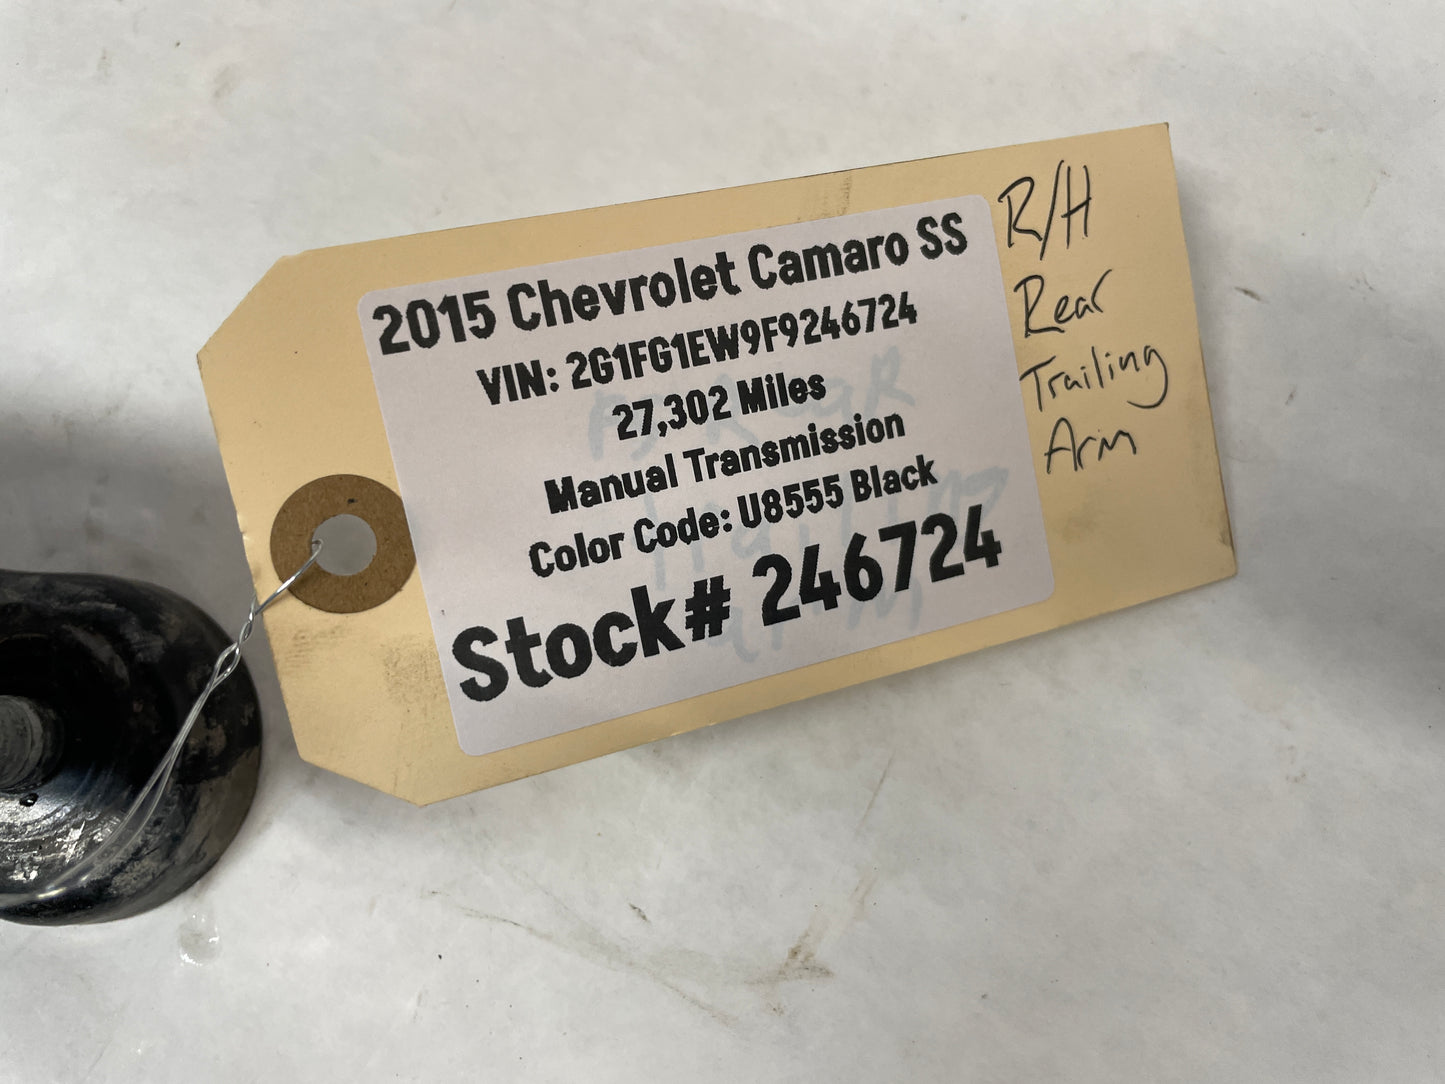 2015 Chevrolet Camaro SS
VIN: 2G1FG1EW9F9246724
27,302 Miles
Manual Transmission
Color Code: U8555 Black
Stock# 246724
R/H
Rear
Trailing
Arm